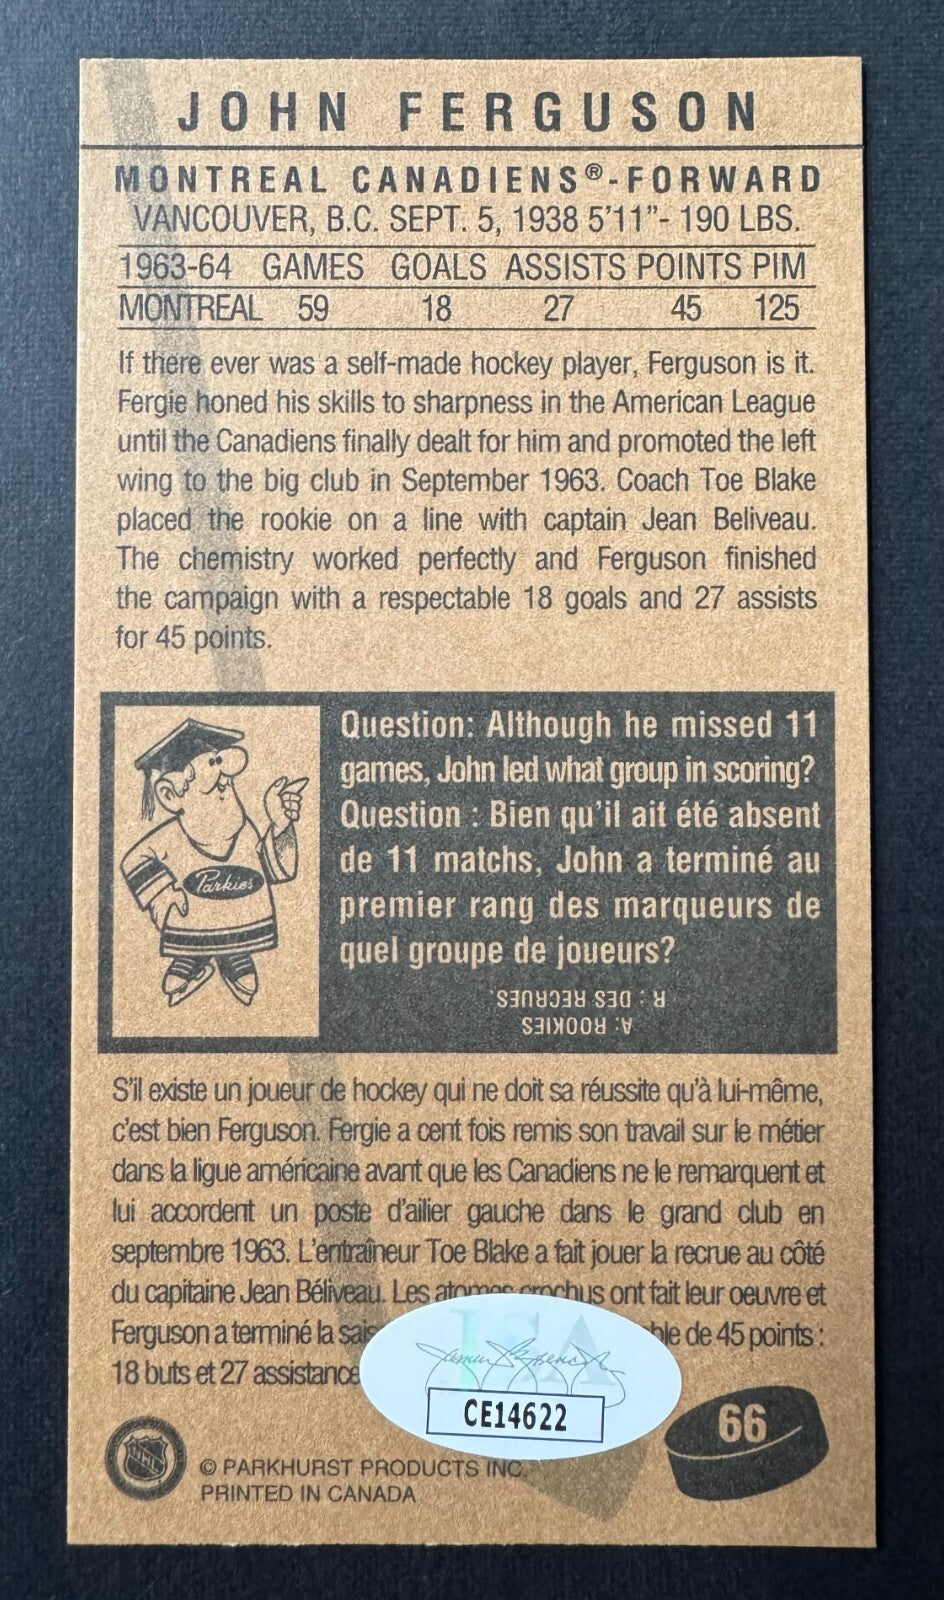 JOHN FERGUSON
MONTREAL CANADIENS®-FORWARD
VANCOUVER, B.C. SEPT. 5, 1938 5'11"- 190 LBS.
1963-64 GAMES GOALS ASSISTS POINTS PIM
MONTREAL 59 18 27 45 125
If there ever was a self-made hockey player, Ferguson is it.
Fergie honed his skills to sharpness in the American League
until the Canadiens finally dealt for him and promoted the left
wing to the big club in September 1963. Coach Toe Blake
placed the rookie on a line with captain Jean Beliveau.
The chemistry worked perfectly and Ferguson finished
the campaign with a respectable 18 goals and 27 assists
for 45 points.
Parkies
Question: Although he missed 11
games, John led what group in scoring?
Question : Bien qu'il ait été absent
de 11 matchs, John a terminé au
premier rang des marqueurs de
quel groupe de joueurs?
A: ROOKIES
R : DES RECRUES.
S'il existe un joueur de hockey qui ne doit sa réussite qu'à lui-même,
c'est bien Ferguson. Fergie a cent fois remis son travail sur le métier
dans la ligue américaine avant que les Canadiens ne le remarquent et
lui accordent un poste d'ailier gauche dans le grand club en
septembre 1963. L'entraîneur Toe Blake a fait jouer la recrue au côté
du capitaine Jean Béliveau. Les atomes crochus ont fait leur oeuvre et
Ferguson a terminé la de 45 points :
18 buts et 27 assistance
JSA
James Spence
CE14622
66
NHL
© PARKHURST PRODUCTS INC.
PRINTED IN CANADA